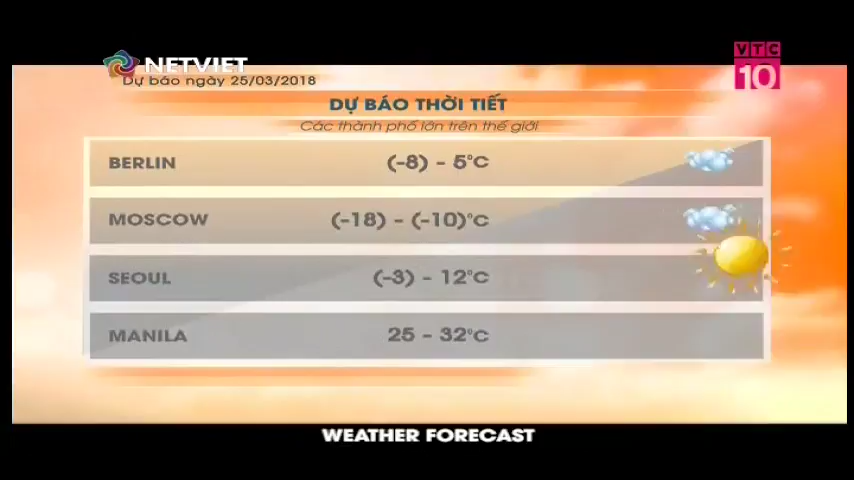 NETVIET
VTC
10
Dự báo ngày 25/03/2018
DỰ BÁO THỜI TIẾT
Các thành phố lớn trên thế giới
BERLIN (-8) - 5°C
MOSCOW (-18) - (-10)°C
SEOUL (-3) - 12°C
MANILA 25 - 32°C
WEATHER FORECAST